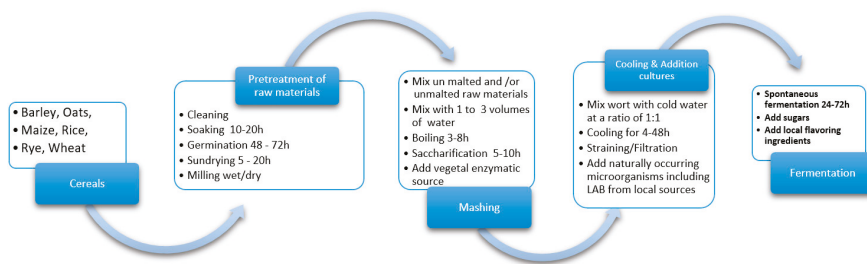 • Barley, Oats,
• Maize, Rice,
• Rye, Wheat
Cereals
Pretreatment of
raw materials
• Cleaning
• Soaking 10-20h
• Germination 48 - 72h
• Sundrying 5 - 20h
• Milling wet/dry
• Mix un malted and /or
unmalted raw materials
• Mix with 1 to 3 volumes
of water
• Boiling 3-8h
• Saccharification 5-10h
• Add vegetal enzymatic
source
Mashing
Cooling & Addition
cultures
• Mix wort with cold water
at a ratio of 1:1
• Cooling for 4-48h
• Straining/Filtration
• Add naturally occurring
microorganisms including
LAB from local sources
• Spontaneous
fermentation 24-72h
• Add sugars
• Add local flavoring
ingredients
Fermentation